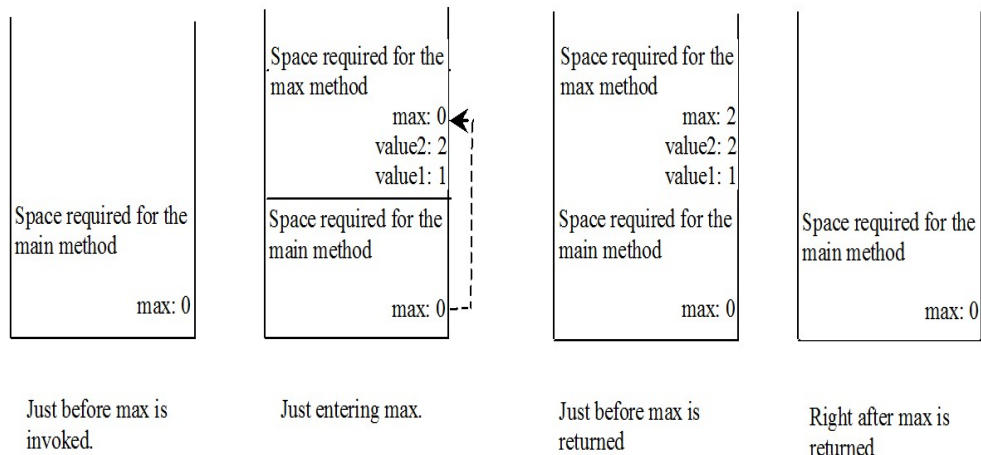 Space required for the
main method
max: 0
Just before max is
invoked.
Space required for the
max method
max: 0
value2: 2
value1: 1
Space required for the
main method
max: 0
Just entering max.
Space required for the
max method
max: 2
value2: 2
value1: 1
Space required for the
main method
max: 0
Just before max is
returned
Space required for the
main method
max: 0
Right after max is
returned